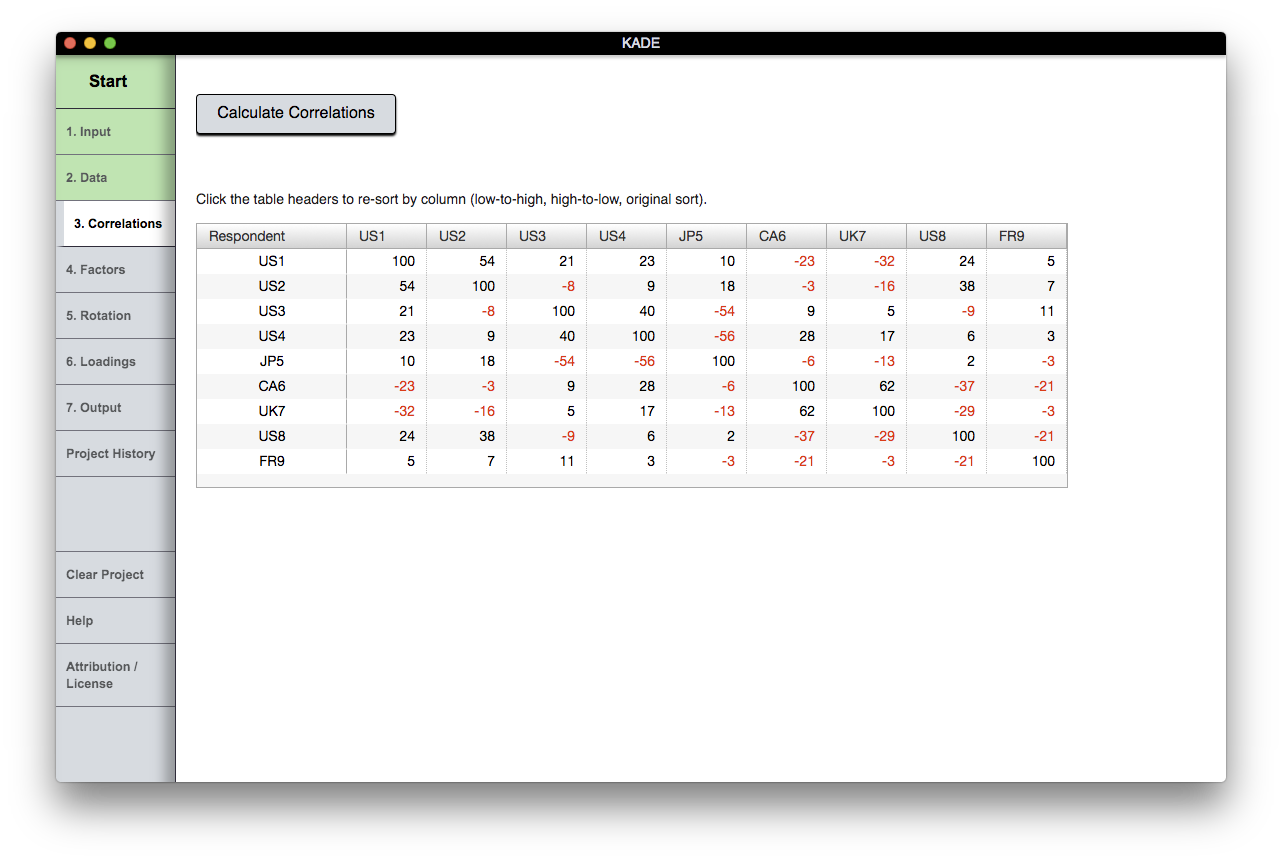 KADE
Start
1. Input
2. Data
3. Correlations
4. Factors
5. Rotation
6. Loadings
7. Output
Project History
Clear Project
Help
Attribution /
License
Calculate Correlations
Click the table headers to re-sort by column (low-to-high, high-to-low, original sort).
Respondent US1 US2 US3 US4 JP5 CA6 UK7 US8 FR9
US1 100 54 21 23 10 -23 -32 24 5
US2 54 100 -8 9 18 -3 -16 38 7
US3 21 -8 100 40 -54 9 5 -9 11
US4 23 9 40 100 -56 28 17 6 3
JP5 10 18 -54 -56 100 -6 -13 2 -3
CA6 -23 -3 9 28 -6 100 62 -37 -21
UK7 -32 -16 5 17 -13 62 100 -29 -3
US8 24 38 -9 6 2 -37 -29 100 -21
FR9 5 7 11 3 -3 -21 -3 -21 100